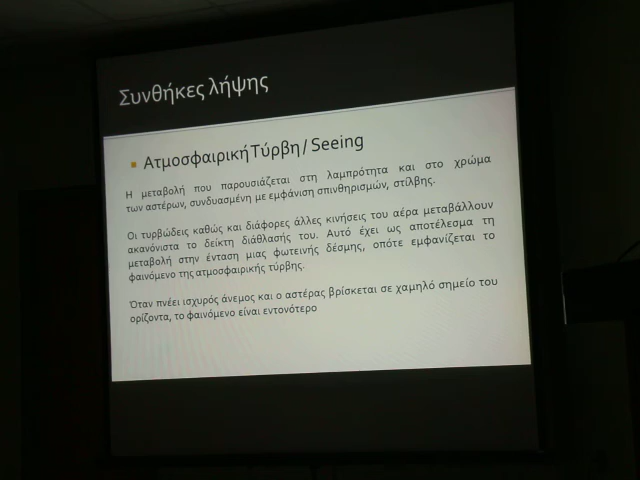 Συνθήκες λήψης
Ατμοσφαιρική Τύρβη / Seeing
Η μεταβολή που παρουσιάζεται στη λαμπρότητα και στο χρώμα
των αστέρων, συνδυασμένη με εμφάνιση σπινθηρισμών, στίλβης.
Οι τυρβώδεις καθώς και διάφορες άλλες κινήσεις του αέρα μεταβάλλουν
ακανόνιστα το δείκτη διάθλασής του. Αυτό έχει ως αποτέλεσμα τη
μεταβολή στην ένταση μιας φωτεινής δέσμης, οπότε εμφανίζεται το
φαινόμενο της ατμοσφαιρικής τύρβης.
Όταν πνέει ισχυρός άνεμος και ο αστέρας βρίσκεται σε χαμηλό σημείο του
ορίζοντα, το φαινόμενο είναι εντονότερο